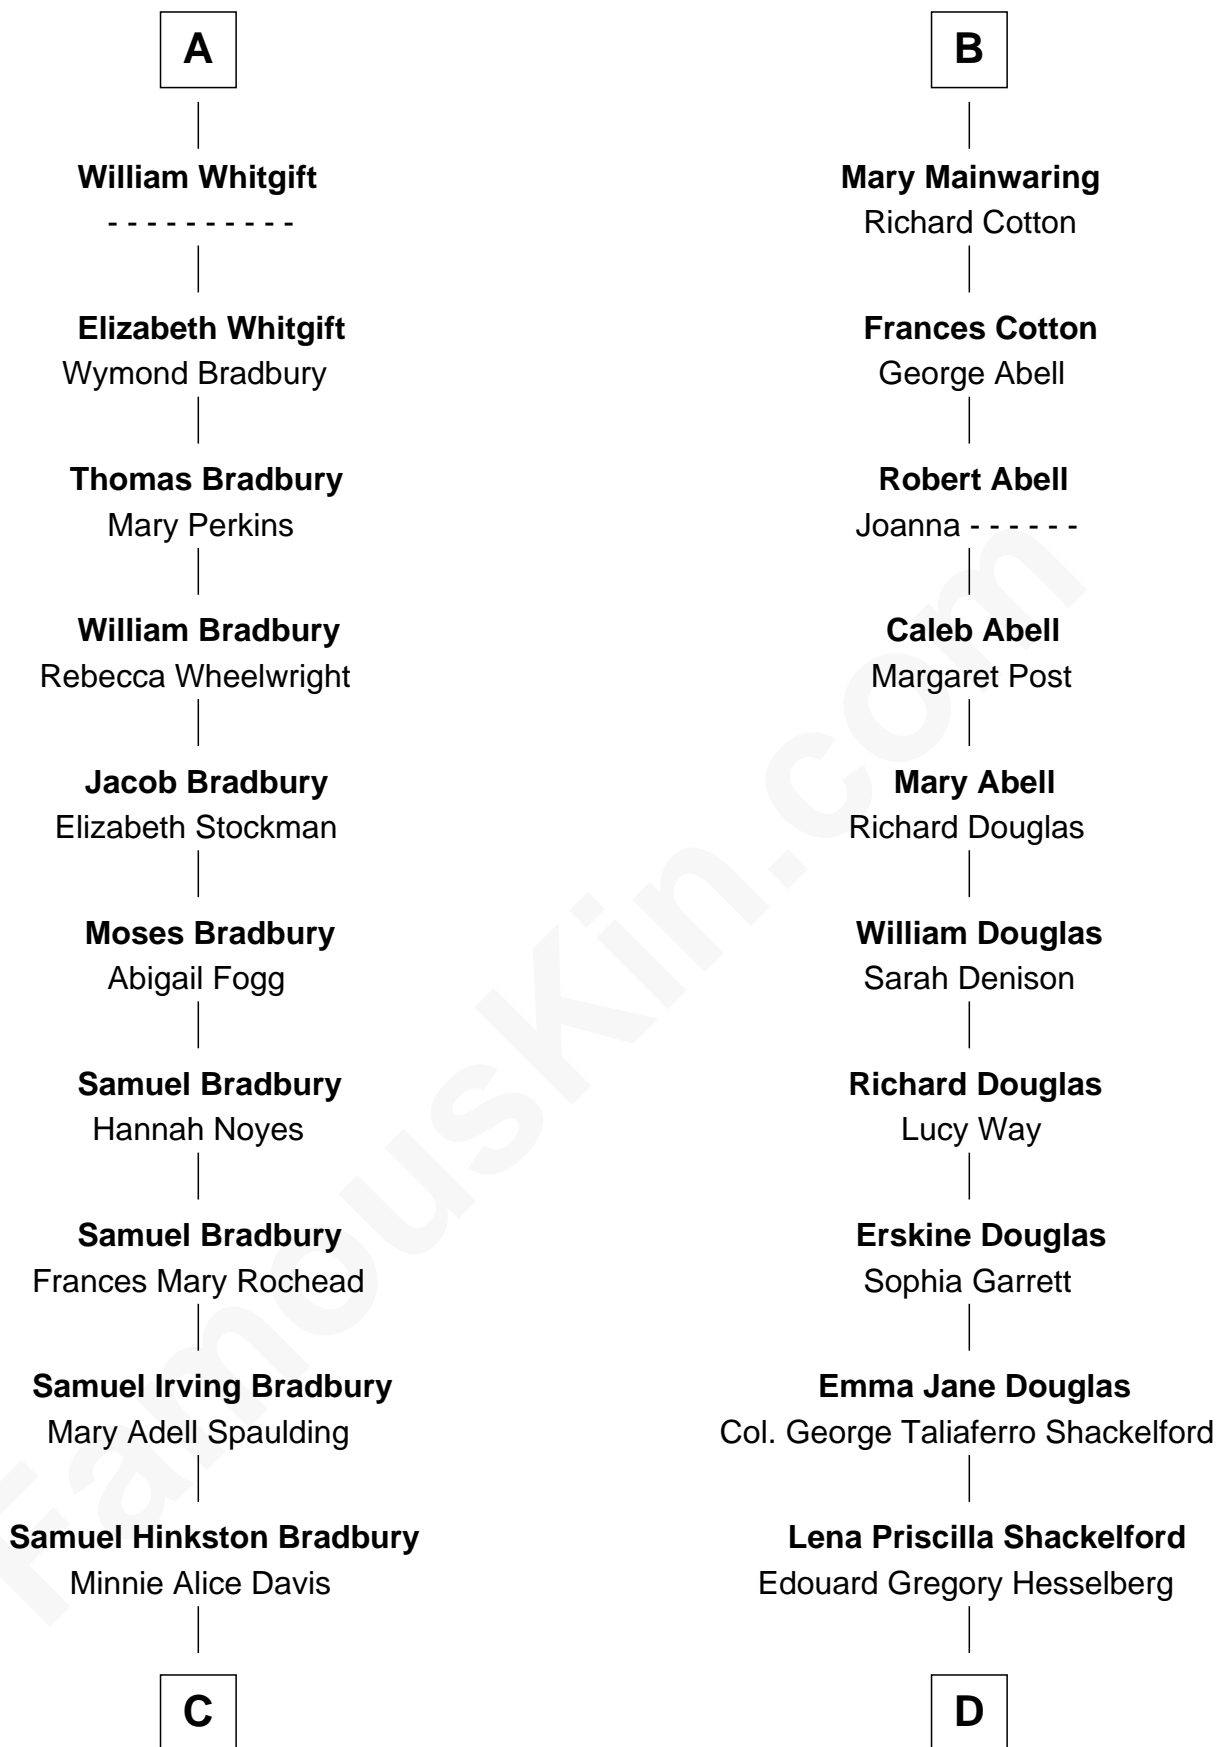 A
William Whitgift
- - - - - - - - - -
Elizabeth Whitgift
Wymond Bradbury
Thomas Bradbury
Mary Perkins
William Bradbury
Rebecca Wheelwright
Jacob Bradbury
Elizabeth Stockman
Moses Bradbury
Abigail Fogg
Samuel Bradbury
Hannah Noyes
Samuel Bradbury
Frances Mary Rochead
Samuel Irving Bradbury
Mary Adell Spaulding
Samuel Hinkston Bradbury
Minnie Alice Davis
C
B
Mary Mainwaring
Richard Cotton
Frances Cotton
George Abell
Robert Abell
Joanna - - - - - -
Caleb Abell
Margaret Post
Mary Abell
Richard Douglas
William Douglas
Sarah Denison
Richard Douglas
Lucy Way
Erskine Douglas
Sophia Garrett
Emma Jane Douglas
Col. George Taliaferro Shackelford
Lena Priscilla Shackelford
Edouard Gregory Hesselberg
D
FamousKin.com